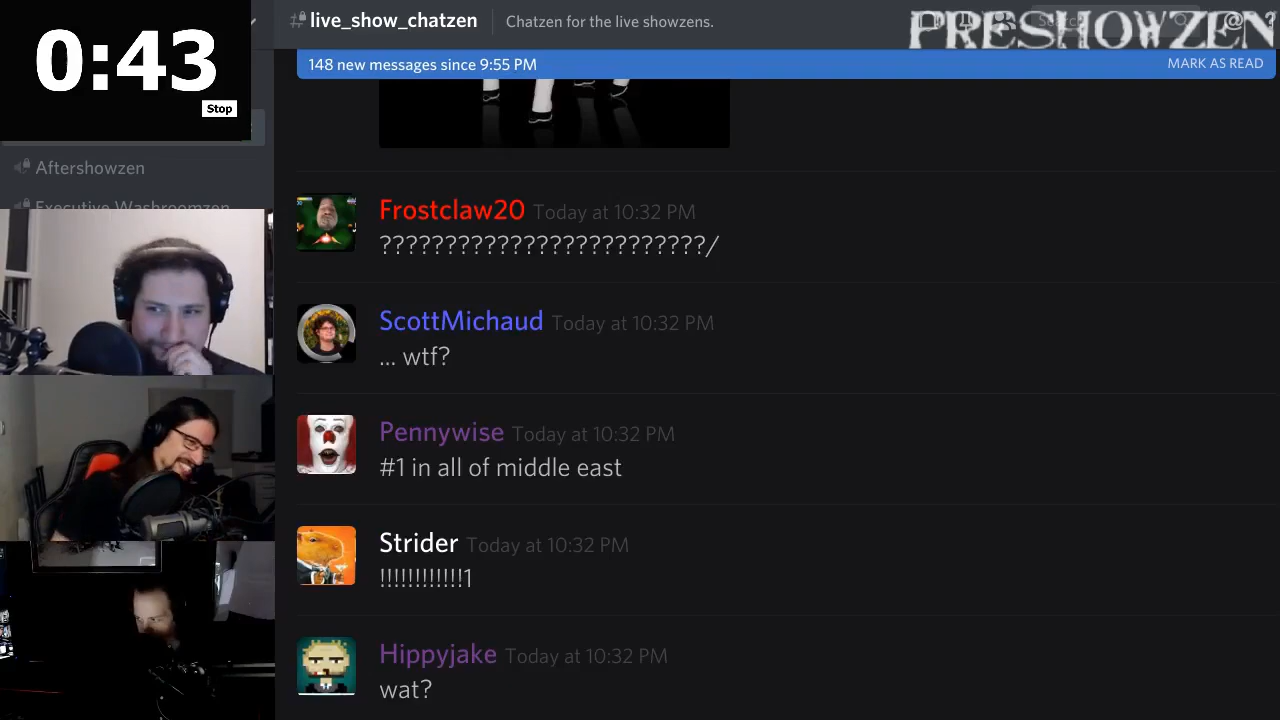 0:43
Stop
live_show_chatzen
Chatzen for the live showzens.
PRESHOWZEN
148 new messages since 9:55 PM
MARK AS READ
Aftershowzen
Executive Washroomzen
Frostclaw20 Today at 10:32 PM
?????????????????????????/
ScottMichaud Today at 10:32 PM
... wtf?
Pennywise Today at 10:32 PM
#1 in all of middle east
Strider Today at 10:32 PM
!!!!!!!!!!!!1
Hippyjake Today at 10:32 PM
wat?